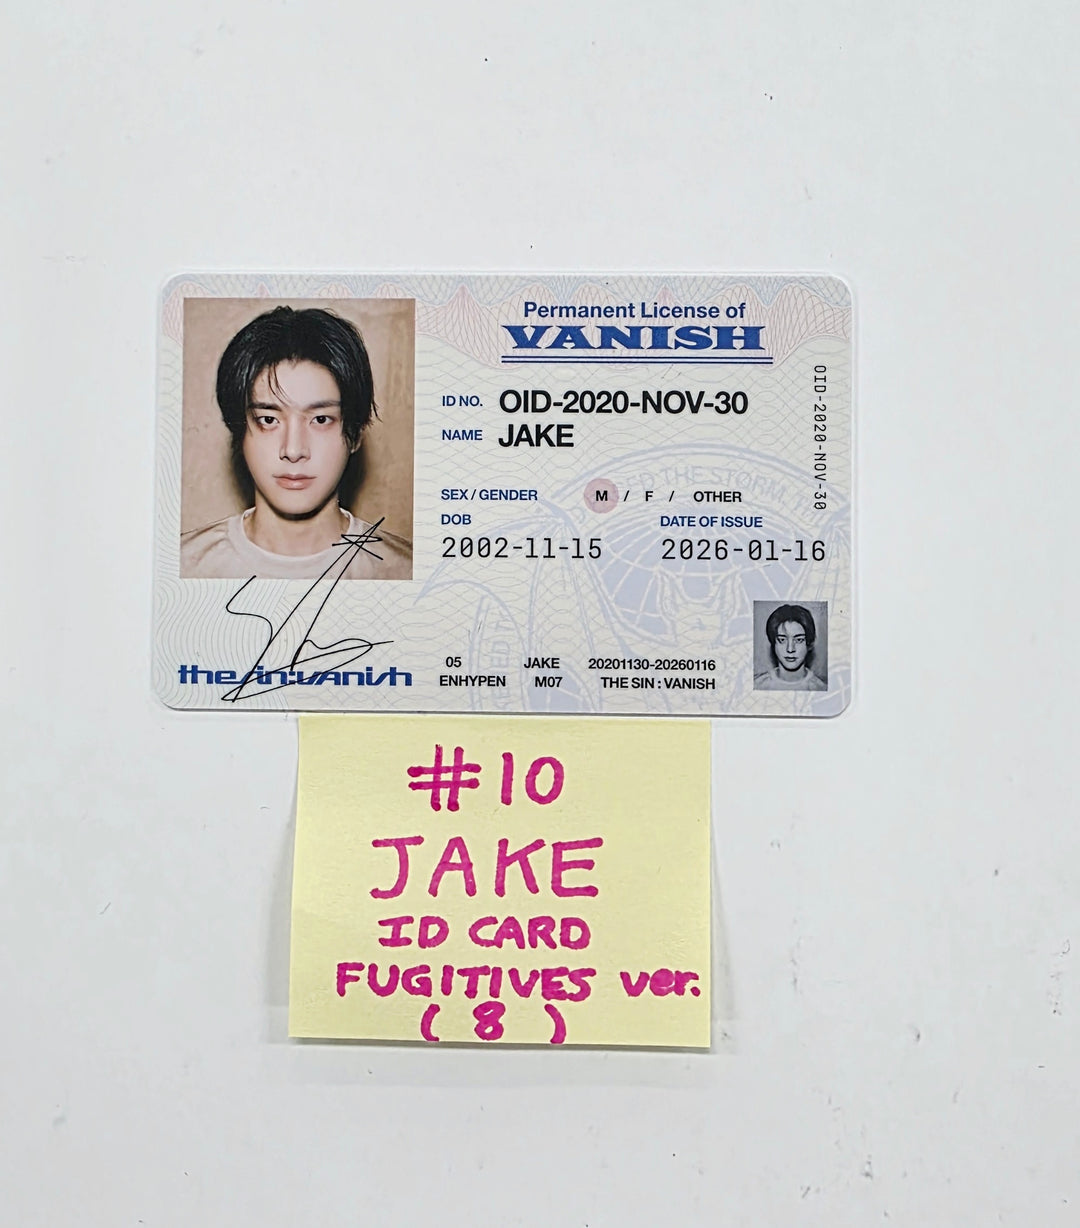 Permanent License of
VANISH
ID NO. OID-2020-NOV-30
NAME JAKE
OID-2020-NOV-30
SEX / GENDER M / F / OTHER
DOB DATE OF ISSUE
2002-11-15 2026-01-16
the sin:vanish
05 JAKE 20201130-20260116
ENHYPEN M07 THE SIN : VANISH
#10
JAKE
ID CARD
FUGITIVES ver.
( 8 )